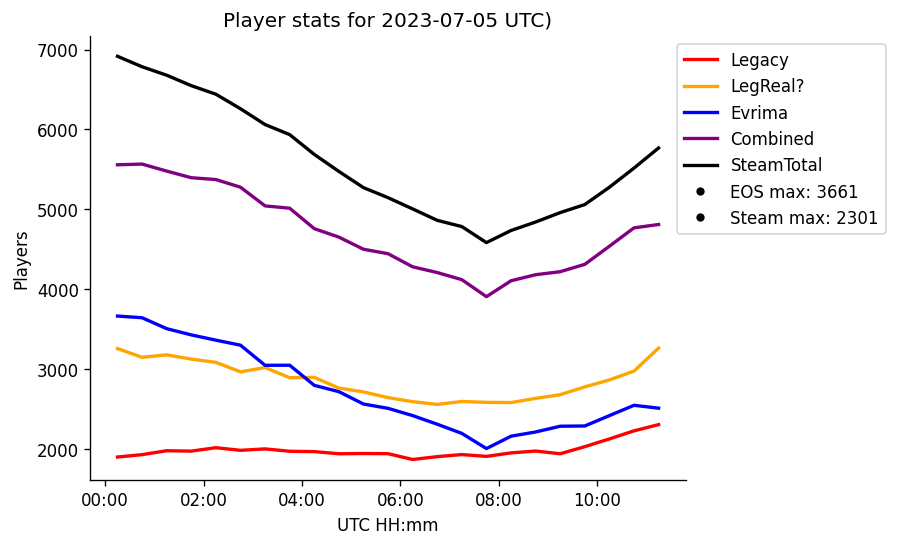 Player stats for 2023-07-05 UTC)
7000
6000
5000
4000
3000
2000
Players
00:00 02:00 04:00 06:00 08:00 10:00
UTC HH:mm
Legacy
LegReal?
Evrima
Combined
SteamTotal
EOS max: 3661
Steam max: 2301